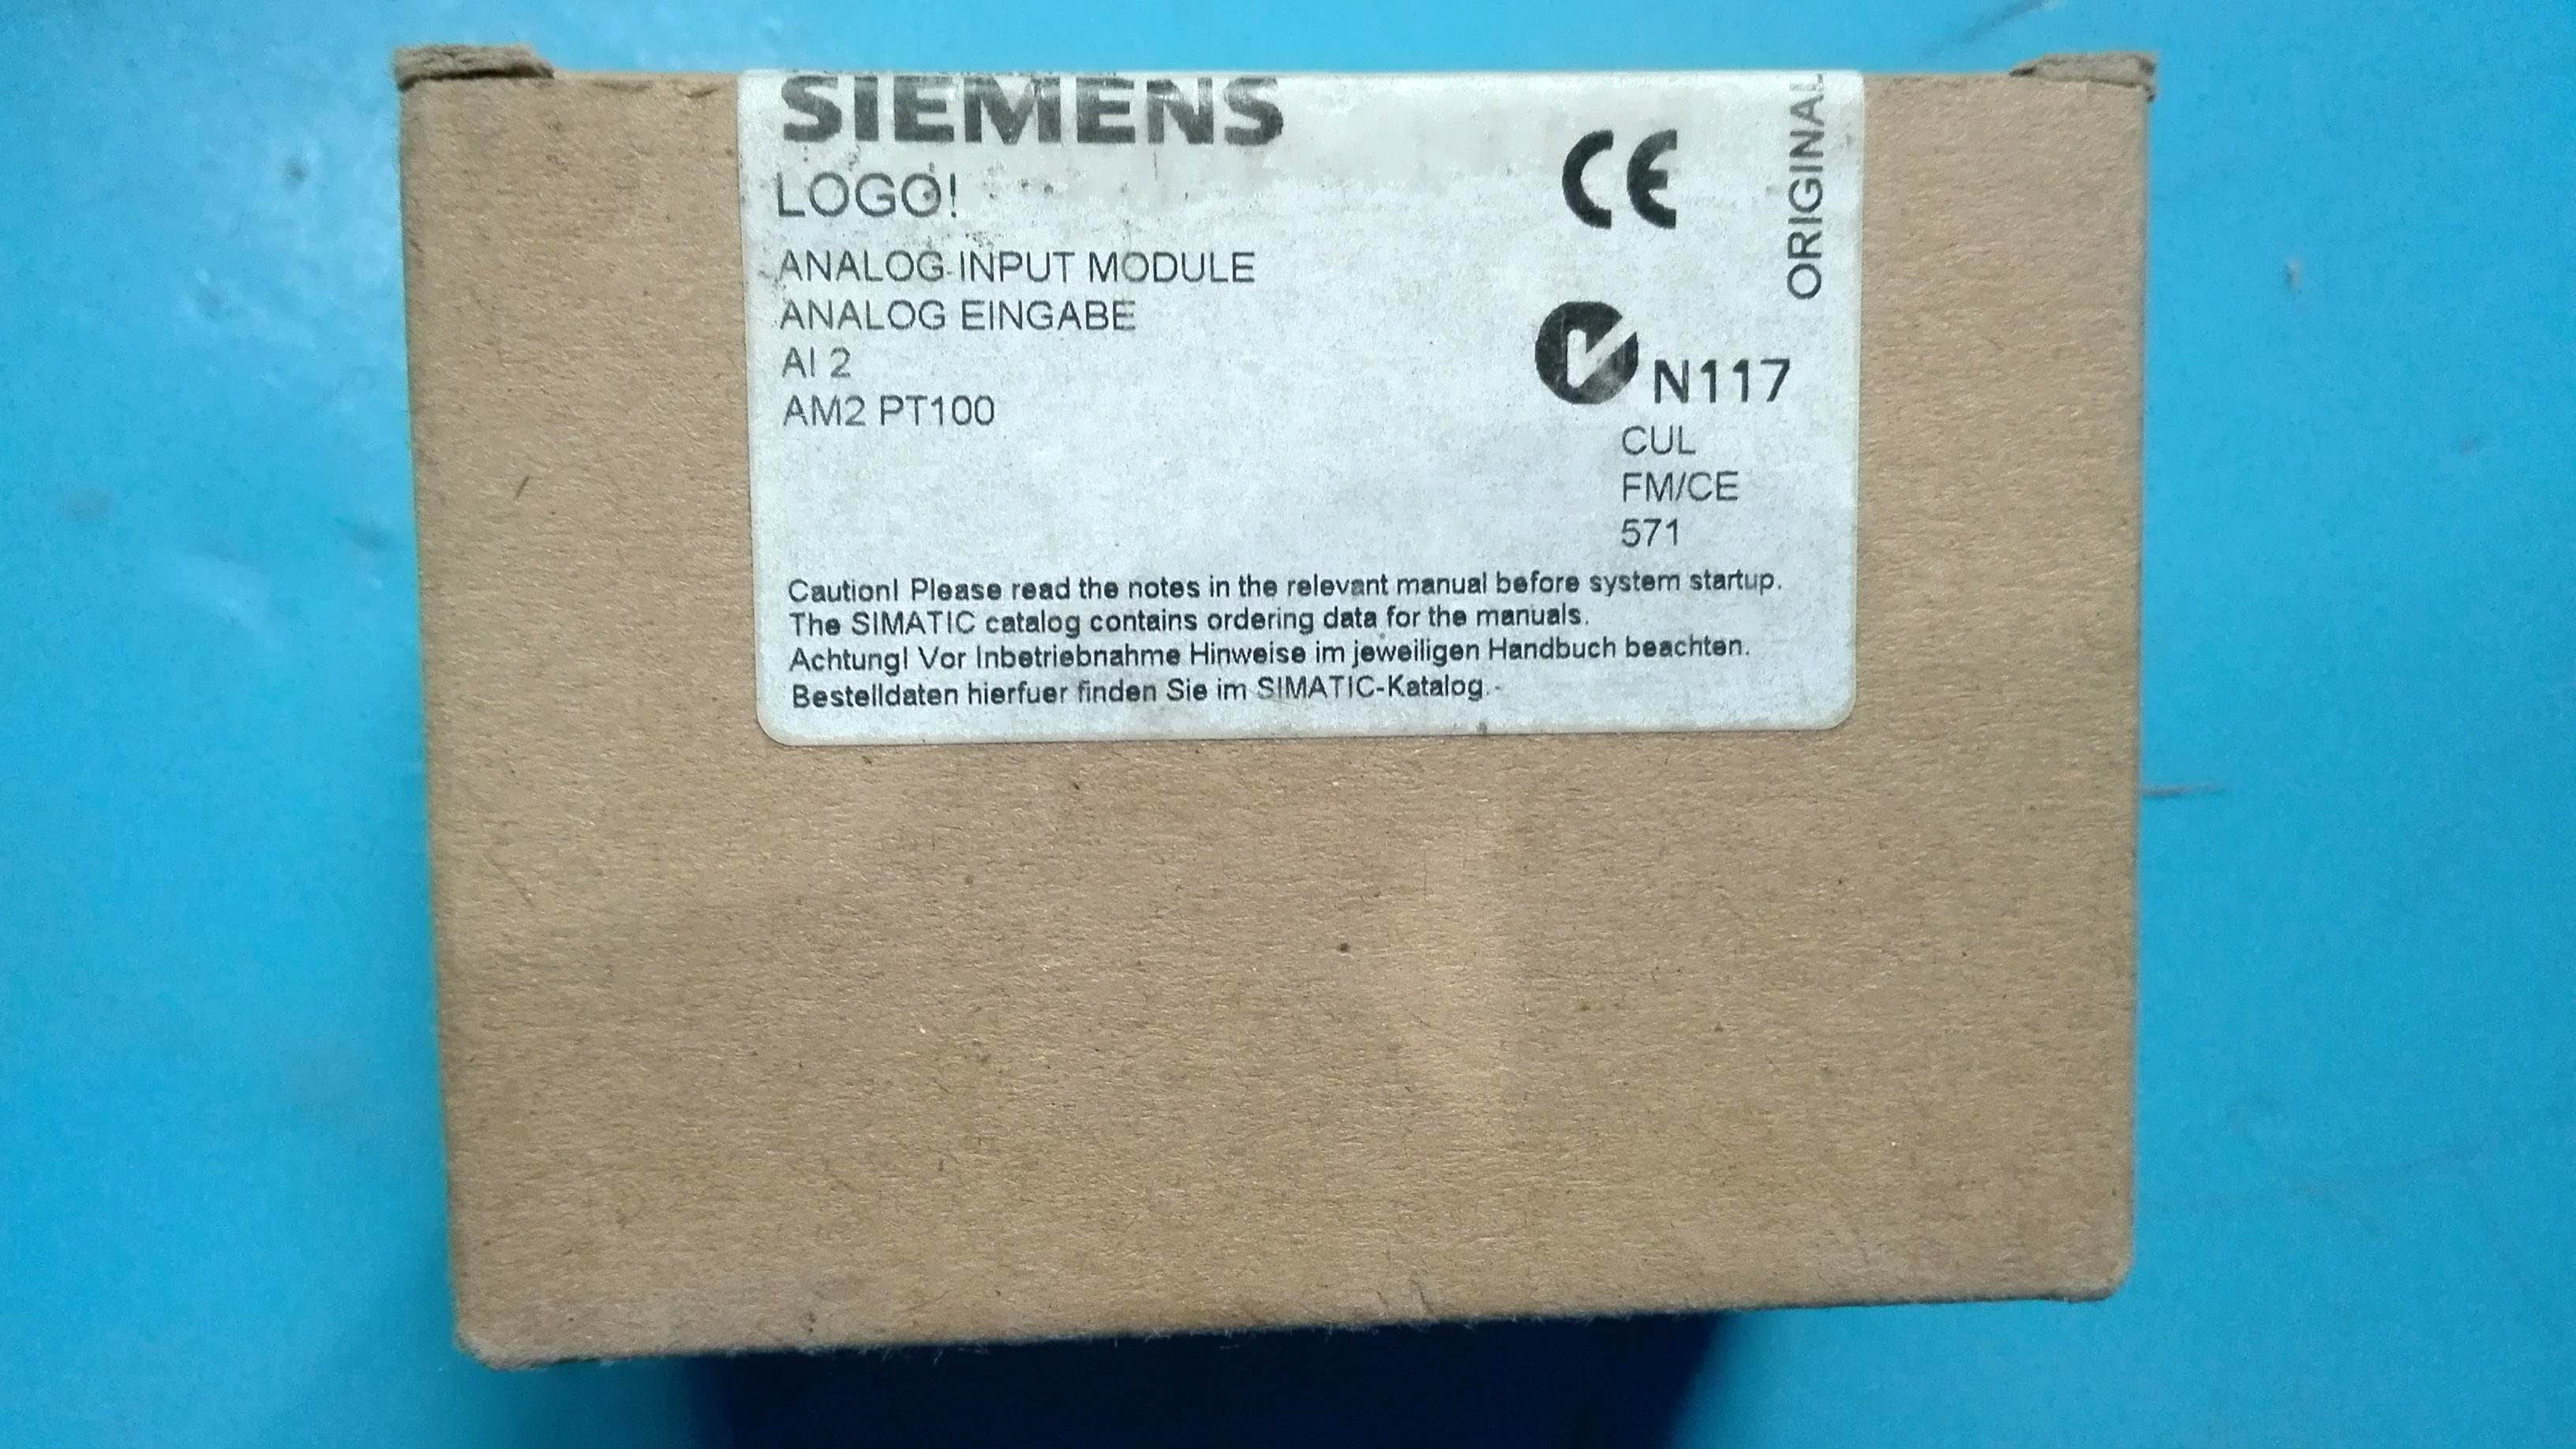 SIEMENS
LOGO!
ANALOG INPUT MODULE
ANALOG EINGABE
AI 2
AM2 PT100
CE
ORIGINAL
N117
CUL
FM/CE
571
Caution! Please read the notes in the relevant manual before system startup.
The SIMATIC catalog contains ordering data for the manuals.
Achtung! Vor Inbetriebnahme Hinweise im jeweiligen Handbuch beachten.
Bestelldaten hierfuer finden Sie im SIMATIC-Katalog.